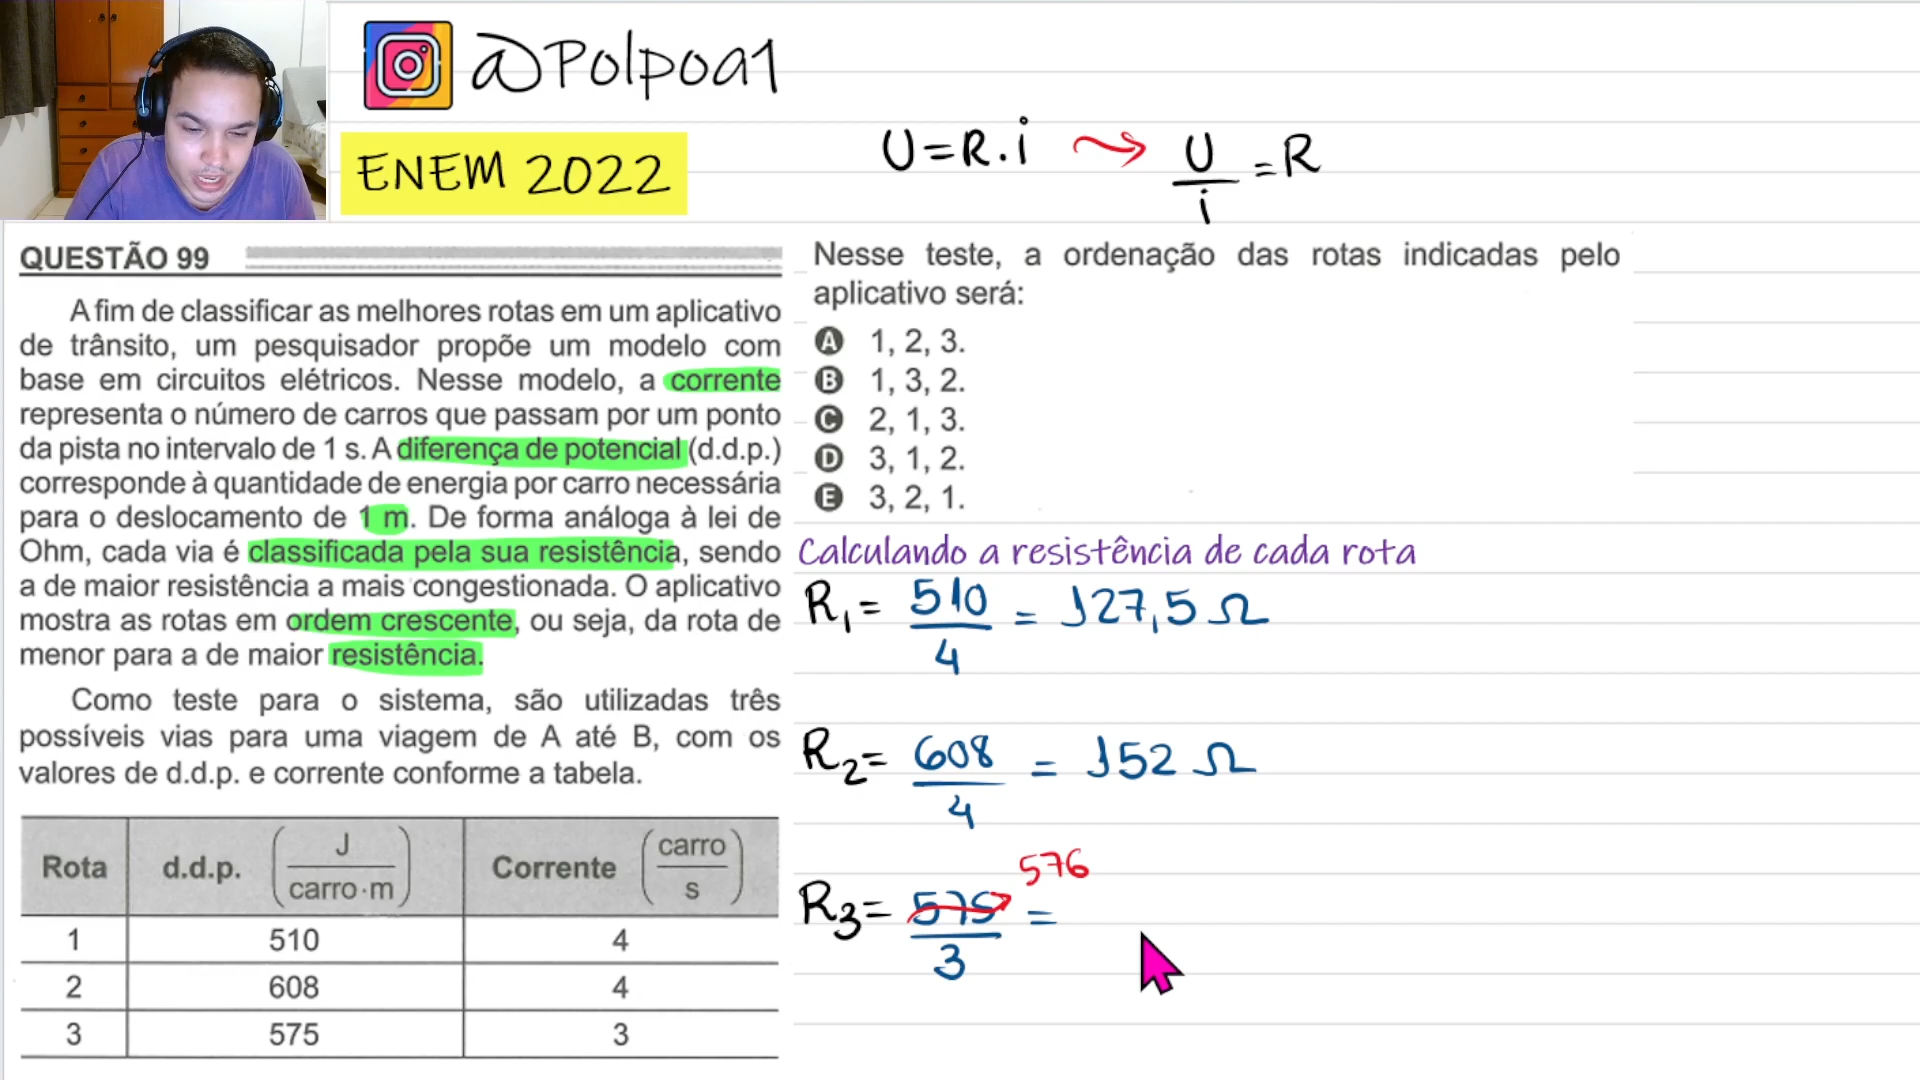 @Polpoa1
ENEM 2022
U=R.i → U/i =R
QUESTÃO 99
A fim de classificar as melhores rotas em um aplicativo
de trânsito, um pesquisador propõe um modelo com
base em circuitos elétricos. Nesse modelo, a corrente
representa o número de carros que passam por um ponto
da pista no intervalo de 1 s. A diferença de potencial (d.d.p.)
corresponde à quantidade de energia por carro necessária
para o deslocamento de 1 m. De forma análoga à lei de
Ohm, cada via é classificada pela sua resistência, sendo
a de maior resistência a mais congestionada. O aplicativo
mostra as rotas em ordem crescente, ou seja, da rota de
menor para a de maior resistência.
Como teste para o sistema, são utilizadas três
possíveis vias para uma viagem de A até B, com os
valores de d.d.p. e corrente conforme a tabela.
Rota d.d.p. (J/carro·m) Corrente (carro/s)
1 510 4
2 608 4
3 575 3
Nesse teste, a ordenação das rotas indicadas pelo
aplicativo será:
A 1, 2, 3.
B 1, 3, 2.
C 2, 1, 3.
D 3, 1, 2.
E 3, 2, 1.
Calculando a resistência de cada rota
R1= 510/4 = 127,5 Ω
R2= 608/4 = 152 Ω
576
R3= 575/3 =